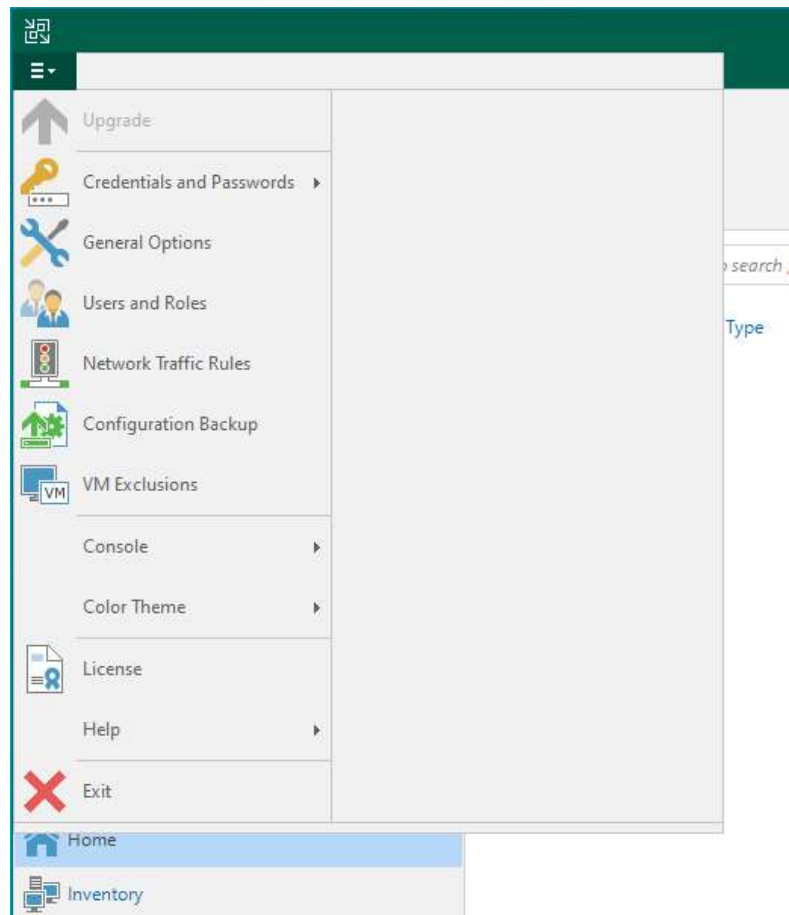 Upgrade
Credentials and Passwords
General Options
search
Users and Roles
Type
Network Traffic Rules
Configuration Backup
VM Exclusions
VM
Console
Color Theme
License
Help
Exit
Home
Inventory